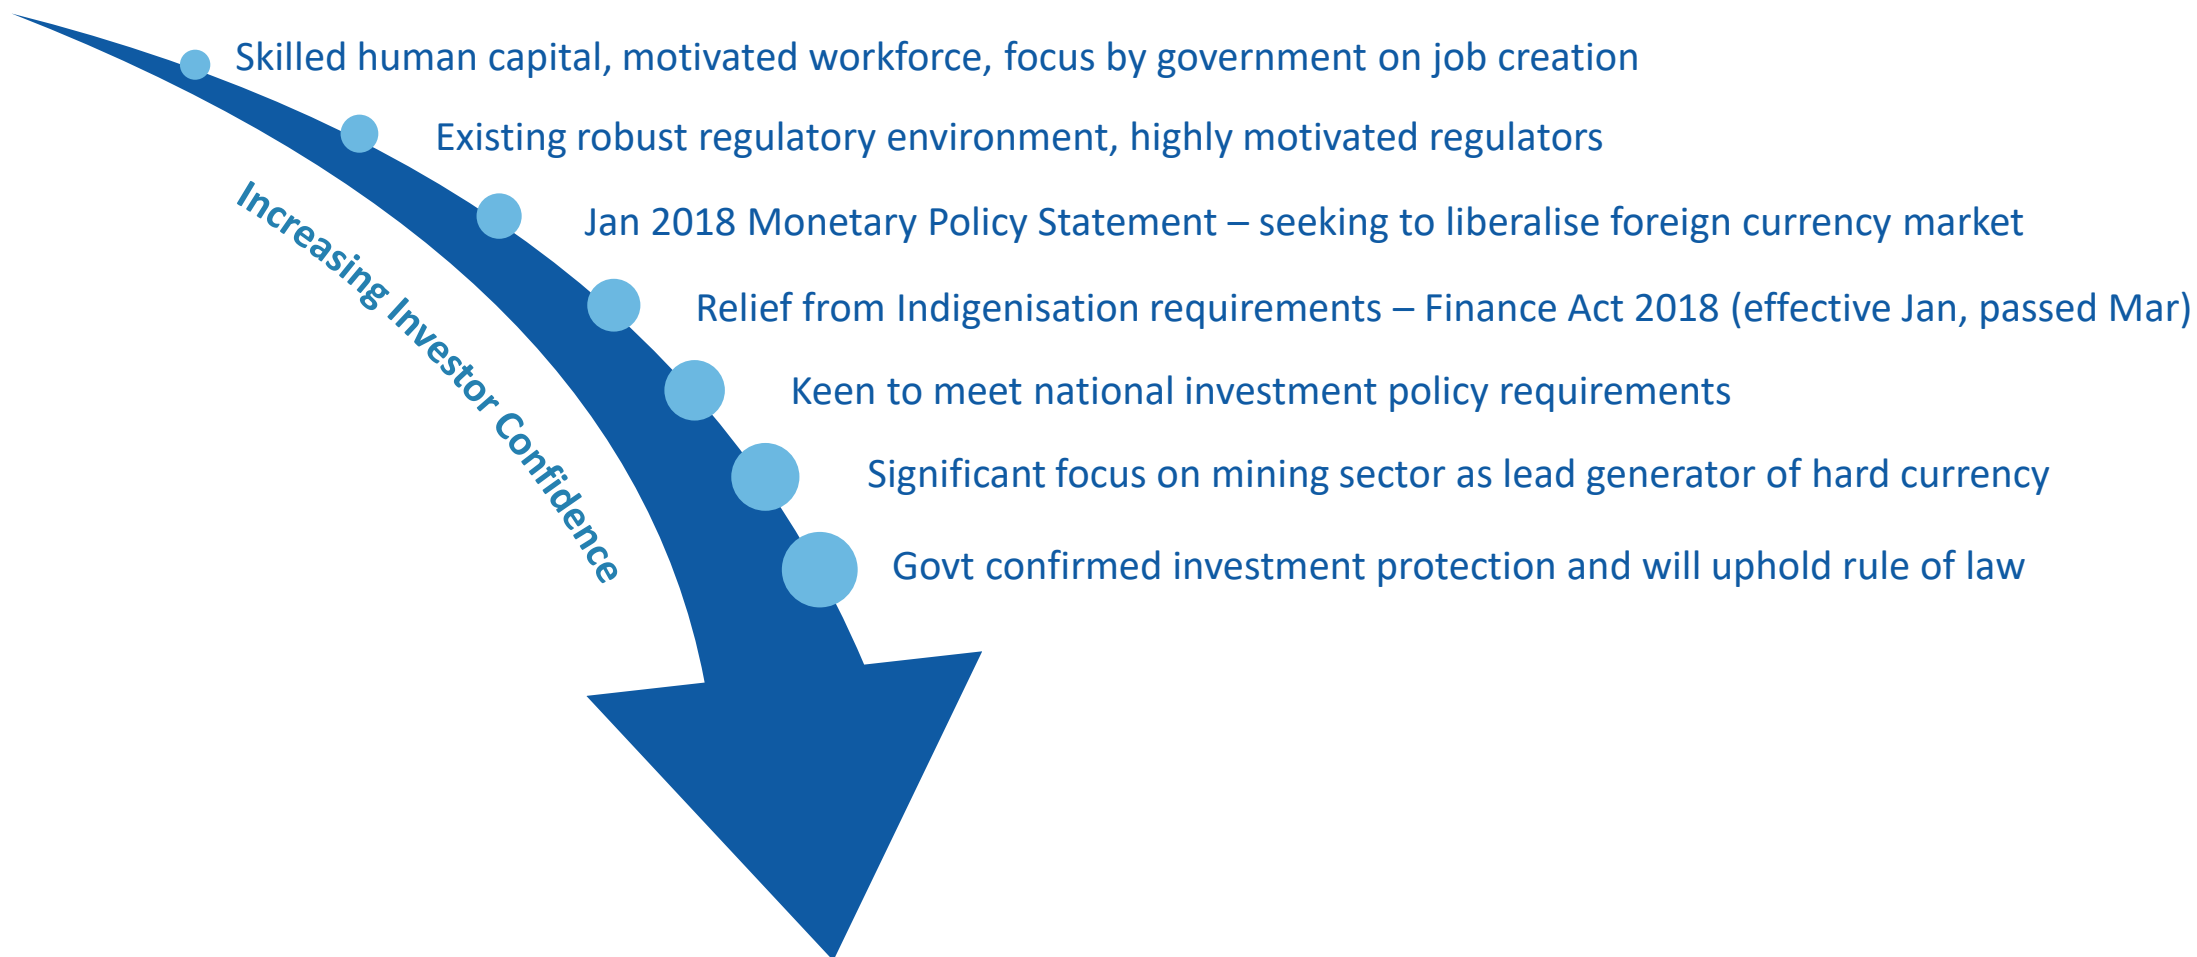 Skilled human capital, motivated workforce, focus by government on job creation
Existing robust regulatory environment, highly motivated regulators
Jan 2018 Monetary Policy Statement – seeking to liberalise foreign currency market
Relief from Indigenisation requirements – Finance Act 2018 (effective Jan, passed Mar)
Keen to meet national investment policy requirements
Significant focus on mining sector as lead generator of hard currency
Govt confirmed investment protection and will uphold rule of law
Increasing Investor Confidence